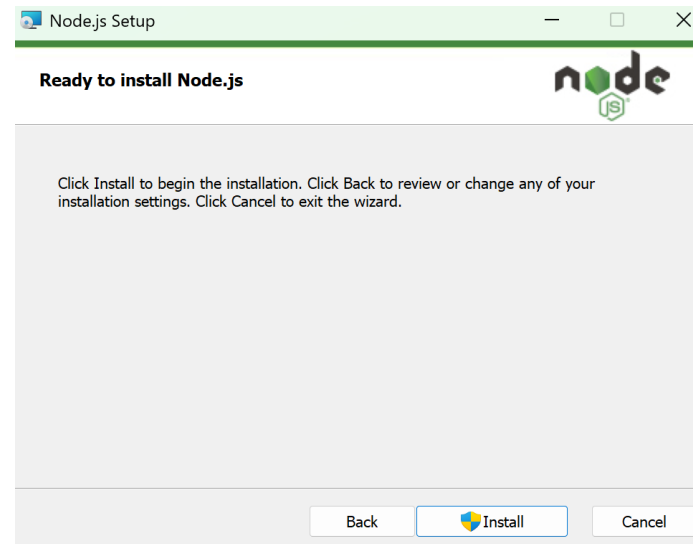 Node.js Setup
Ready to install Node.js
node
JS
Click Install to begin the installation. Click Back to review or change any of your
installation settings. Click Cancel to exit the wizard.
Back
Install
Cancel